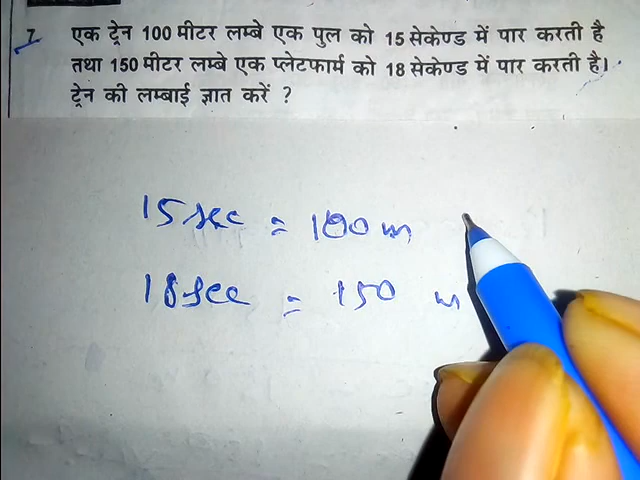 7 एक ट्रेन 100 मीटर लम्बे एक पुल को 15 सेकेण्ड में पार करती है
तथा 150 मीटर लम्बे एक प्लेटफार्म को 18 सेकेण्ड में पार करती है।
ट्रेन की लम्बाई ज्ञात करें ?
15 sec = 100 m
18 sec = 150 m